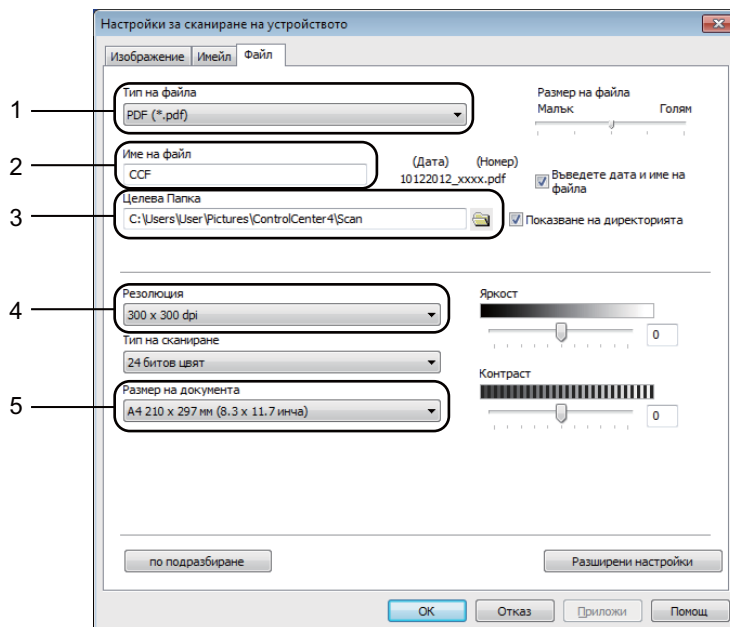 Настройки за сканиране на устройството
Изображение Имейл Файл
1
Тип на файла
PDF (*.pdf)
Размер на файла
Малък Голям
2
Име на файл
CCF
(Дата) (Номер)
10122012_xxxx.pdf
Въведете дата и име на
файла
3
Целева Папка
C:\Users\User\Pictures\ControlCenter4\Scan
Показване на директорията
4
Резолюция
300 x 300 dpi
Тип на сканиране
24 битов цвят
5
Размер на документа
A4 210 x 297 мм (8.3 x 11.7 инча)
Яркост
0
Контраст
0
по подразбиране
Разширени настройки
OK Отказ Приложи Помощ